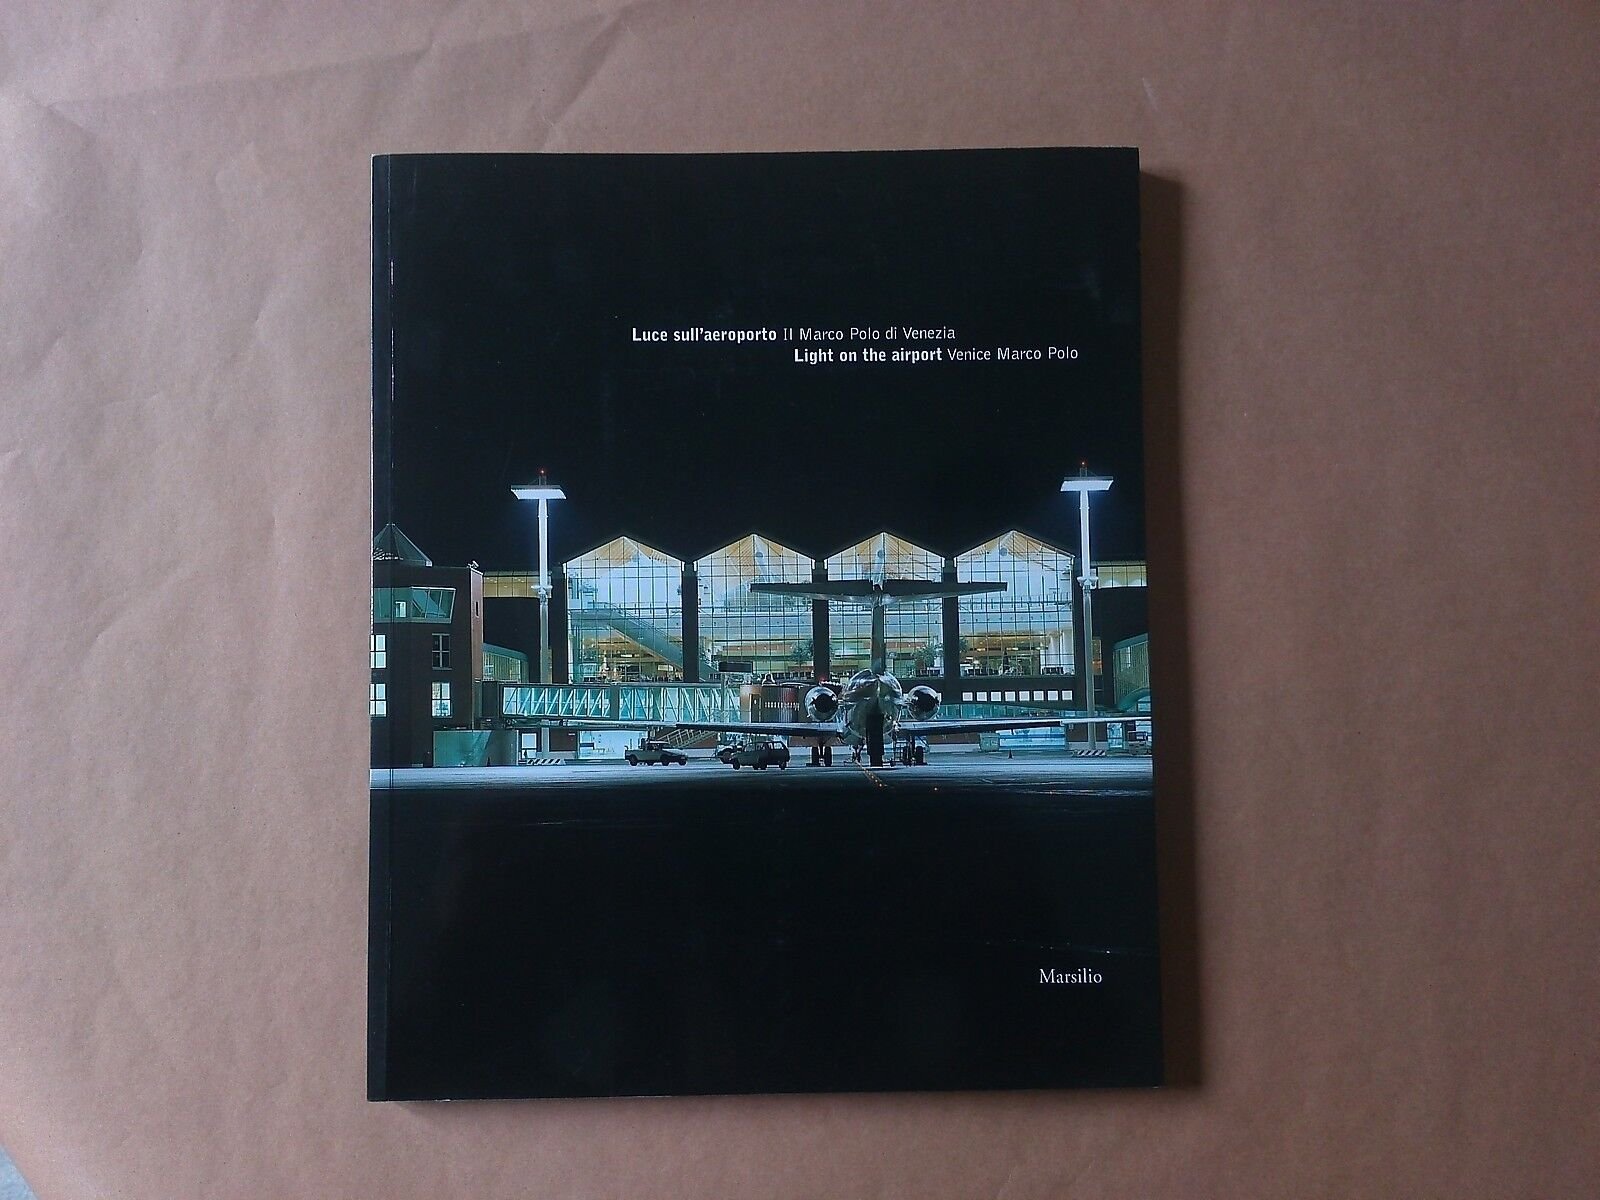 Luce sull'aeroporto Il Marco Polo di Venezia
Light on the airport Venice Marco Polo
Marsilio